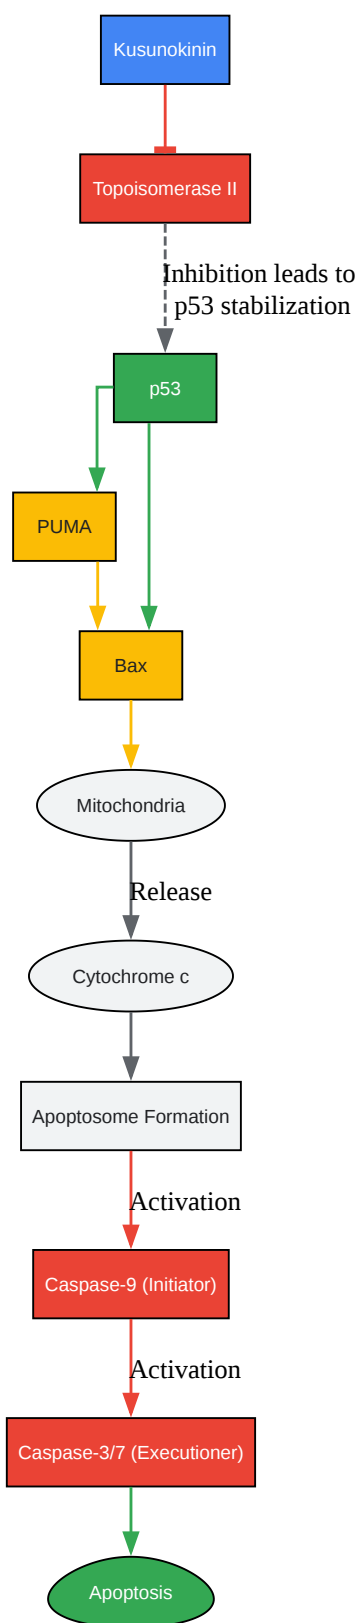 Kusunokinin
Topoisomerase II
Inhibition leads to
p53 stabilization
p53
PUMA
Bax
Mitochondria
Release
Cytochrome c
Apoptosome Formation
Activation
Caspase-9 (Initiator)
Activation
Caspase-3/7 (Executioner)
Apoptosis